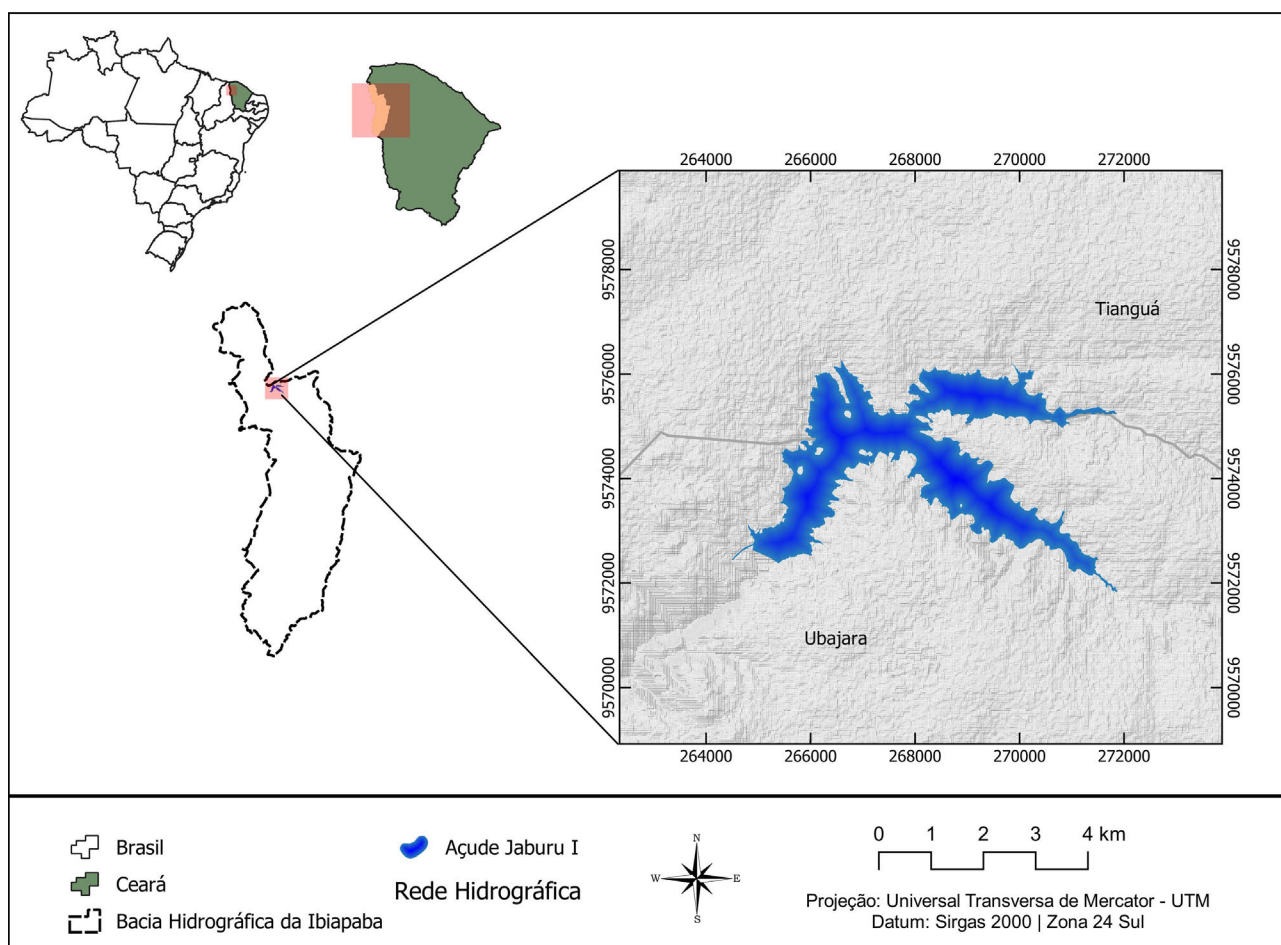 264000 266000 268000 270000 272000
9578000
9578000
Tianguá
9576000
9576000
9574000
9574000
9572000
9572000
Ubajara
9570000
9570000
264000 266000 268000 270000 272000
Brasil
Ceará
Bacia Hidrográfica da Ibiapaba
Açude Jaburu I
Rede Hidrográfica
N
W E
S
0 1 2 3 4 km
Projeção: Universal Transversa de Mercator - UTM
Datum: Sirgas 2000 | Zona 24 Sul